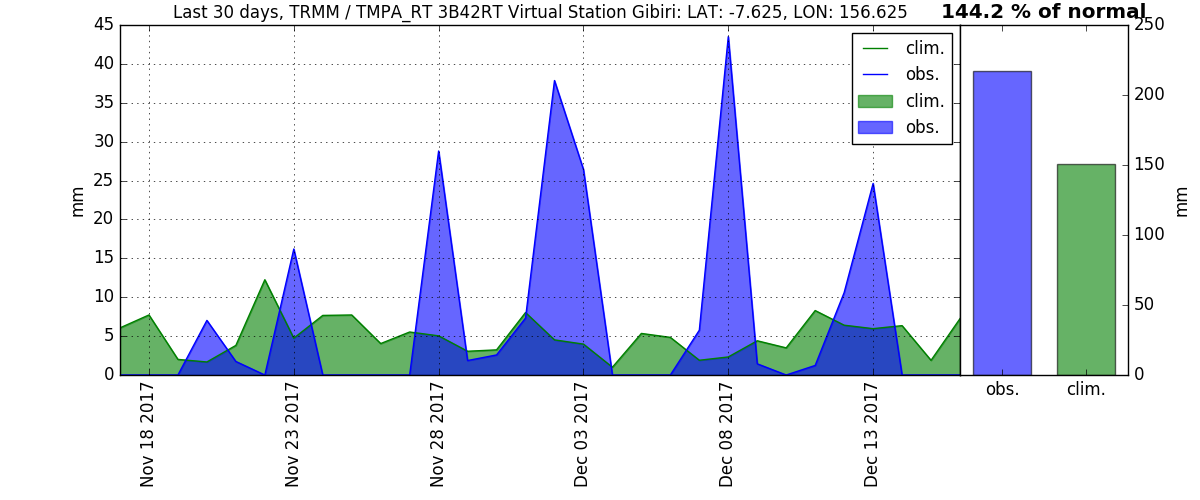 Last 30 days, TRMM / TMPA_RT 3B42RT Virtual Station Gibiri: LAT: -7.625, LON: 156.625
144.2 % of normal
45
40
35
30
25
20
15
10
5
0
mm
Nov 18 2017
Nov 23 2017
Nov 28 2017
Dec 03 2017
Dec 08 2017
Dec 13 2017
clim.
obs.
clim.
obs.
250
200
150
100
50
0
mm
obs.
clim.